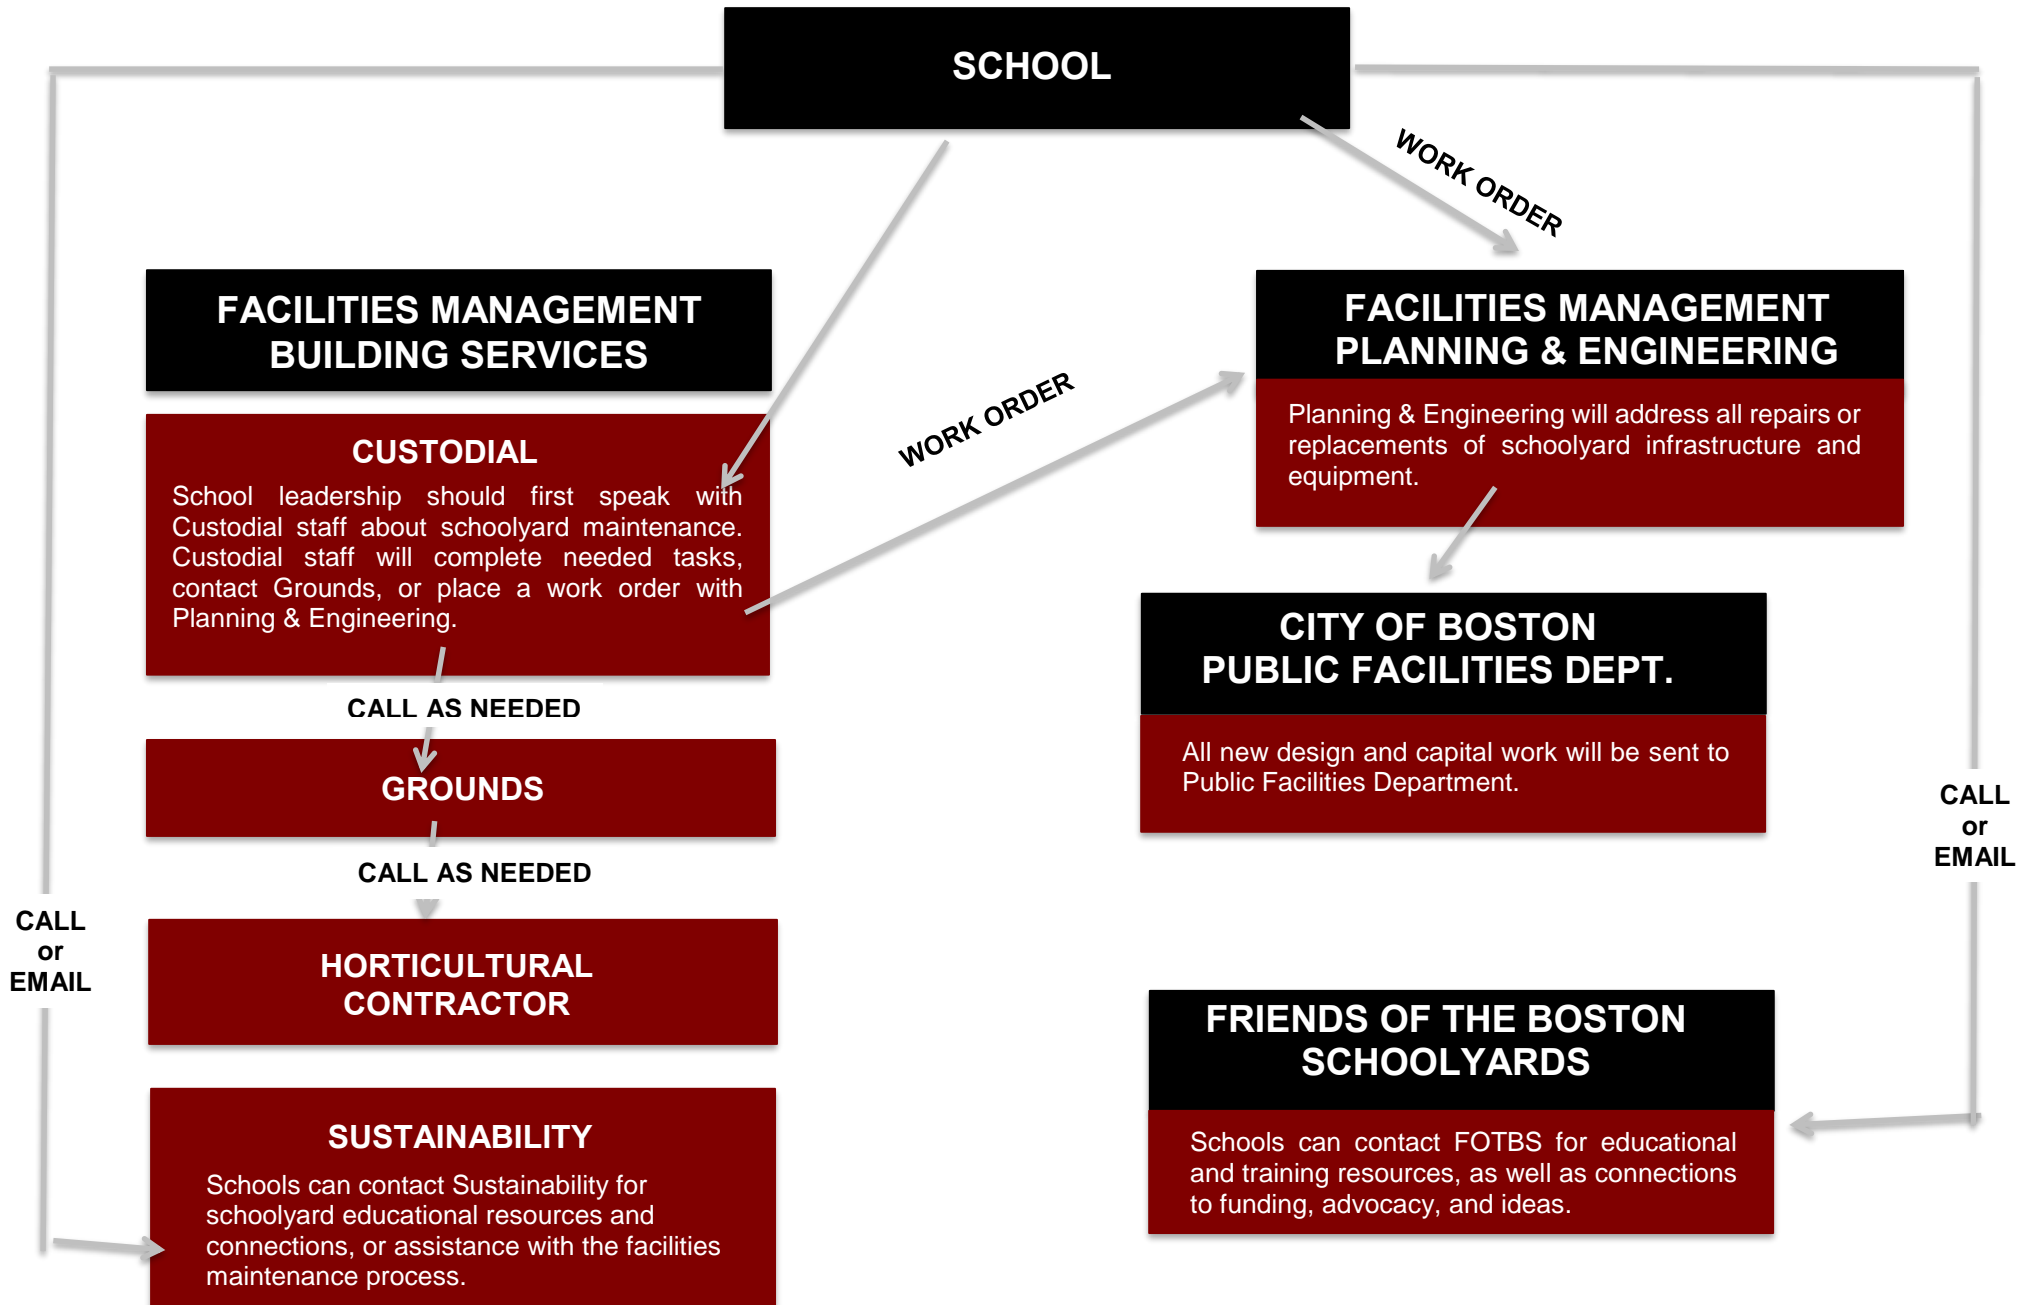 SCHOOL
WORK ORDER
FACILITIES MANAGEMENT
BUILDING SERVICES
CUSTODIAL
School leadership should first speak with
Custodial staff about schoolyard maintenance.
Custodial staff will complete needed tasks,
contact Grounds, or place a work order with
Planning & Engineering.
CALL AS NEEDED
GROUNDS
CALL AS NEEDED
HORTICULTURAL
CONTRACTOR
SUSTAINABILITY
Schools can contact Sustainability for
schoolyard educational resources and
connections, or assistance with the facilities
maintenance process.
CALL
or
EMAIL
WORK ORDER
FACILITIES MANAGEMENT
PLANNING & ENGINEERING
Planning & Engineering will address all repairs or
replacements of schoolyard infrastructure and
equipment.
CITY OF BOSTON
PUBLIC FACILITIES DEPT.
All new design and capital work will be sent to
Public Facilities Department.
FRIENDS OF THE BOSTON
SCHOOLYARDS
Schools can contact FOTBS for educational
and training resources, as well as connections
to funding, advocacy, and ideas.
CALL
or
EMAIL